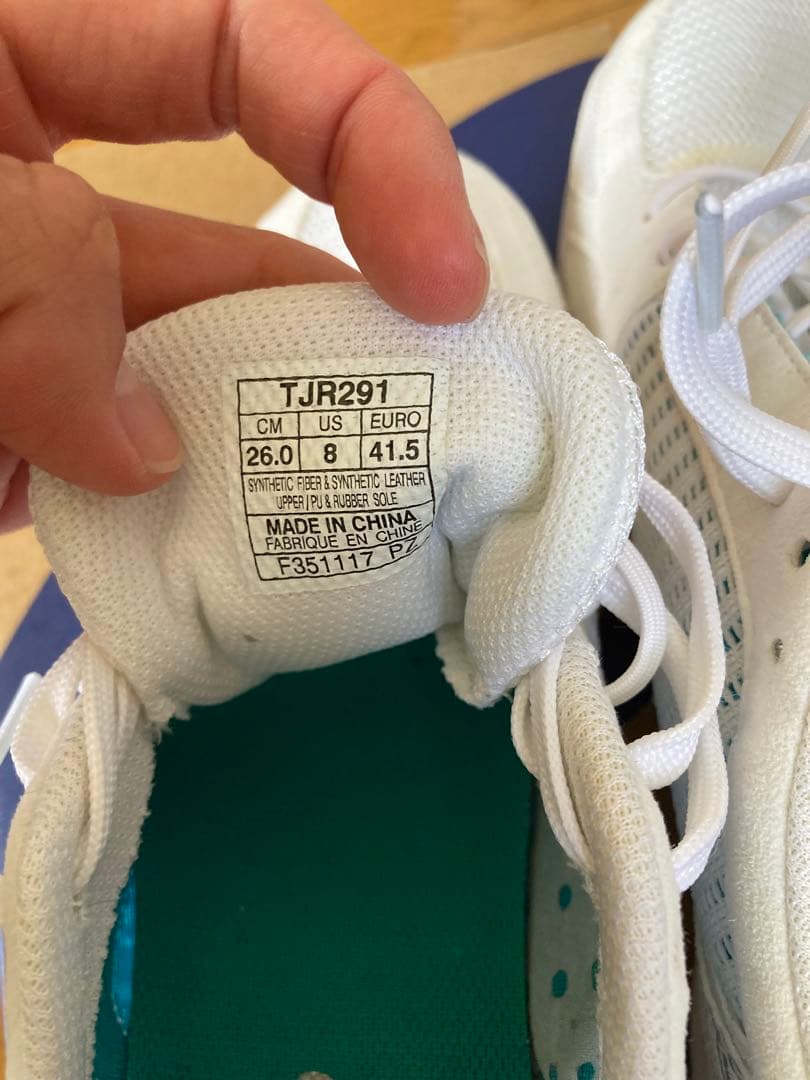 TJR291
CM US EURO
26.0 8 41.5
SYNTHETIC FIBER & SYNTHETIC LEATHER
UPPER / PU & RUBBER SOLE
MADE IN CHINA
FABRIQUE EN CHINE
F351117 PZ